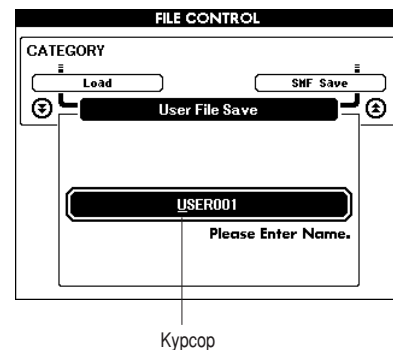 FILE CONTROL
CATEGORY
Load
SMF Save
User File Save
USER001
Please Enter Name.
Курсор